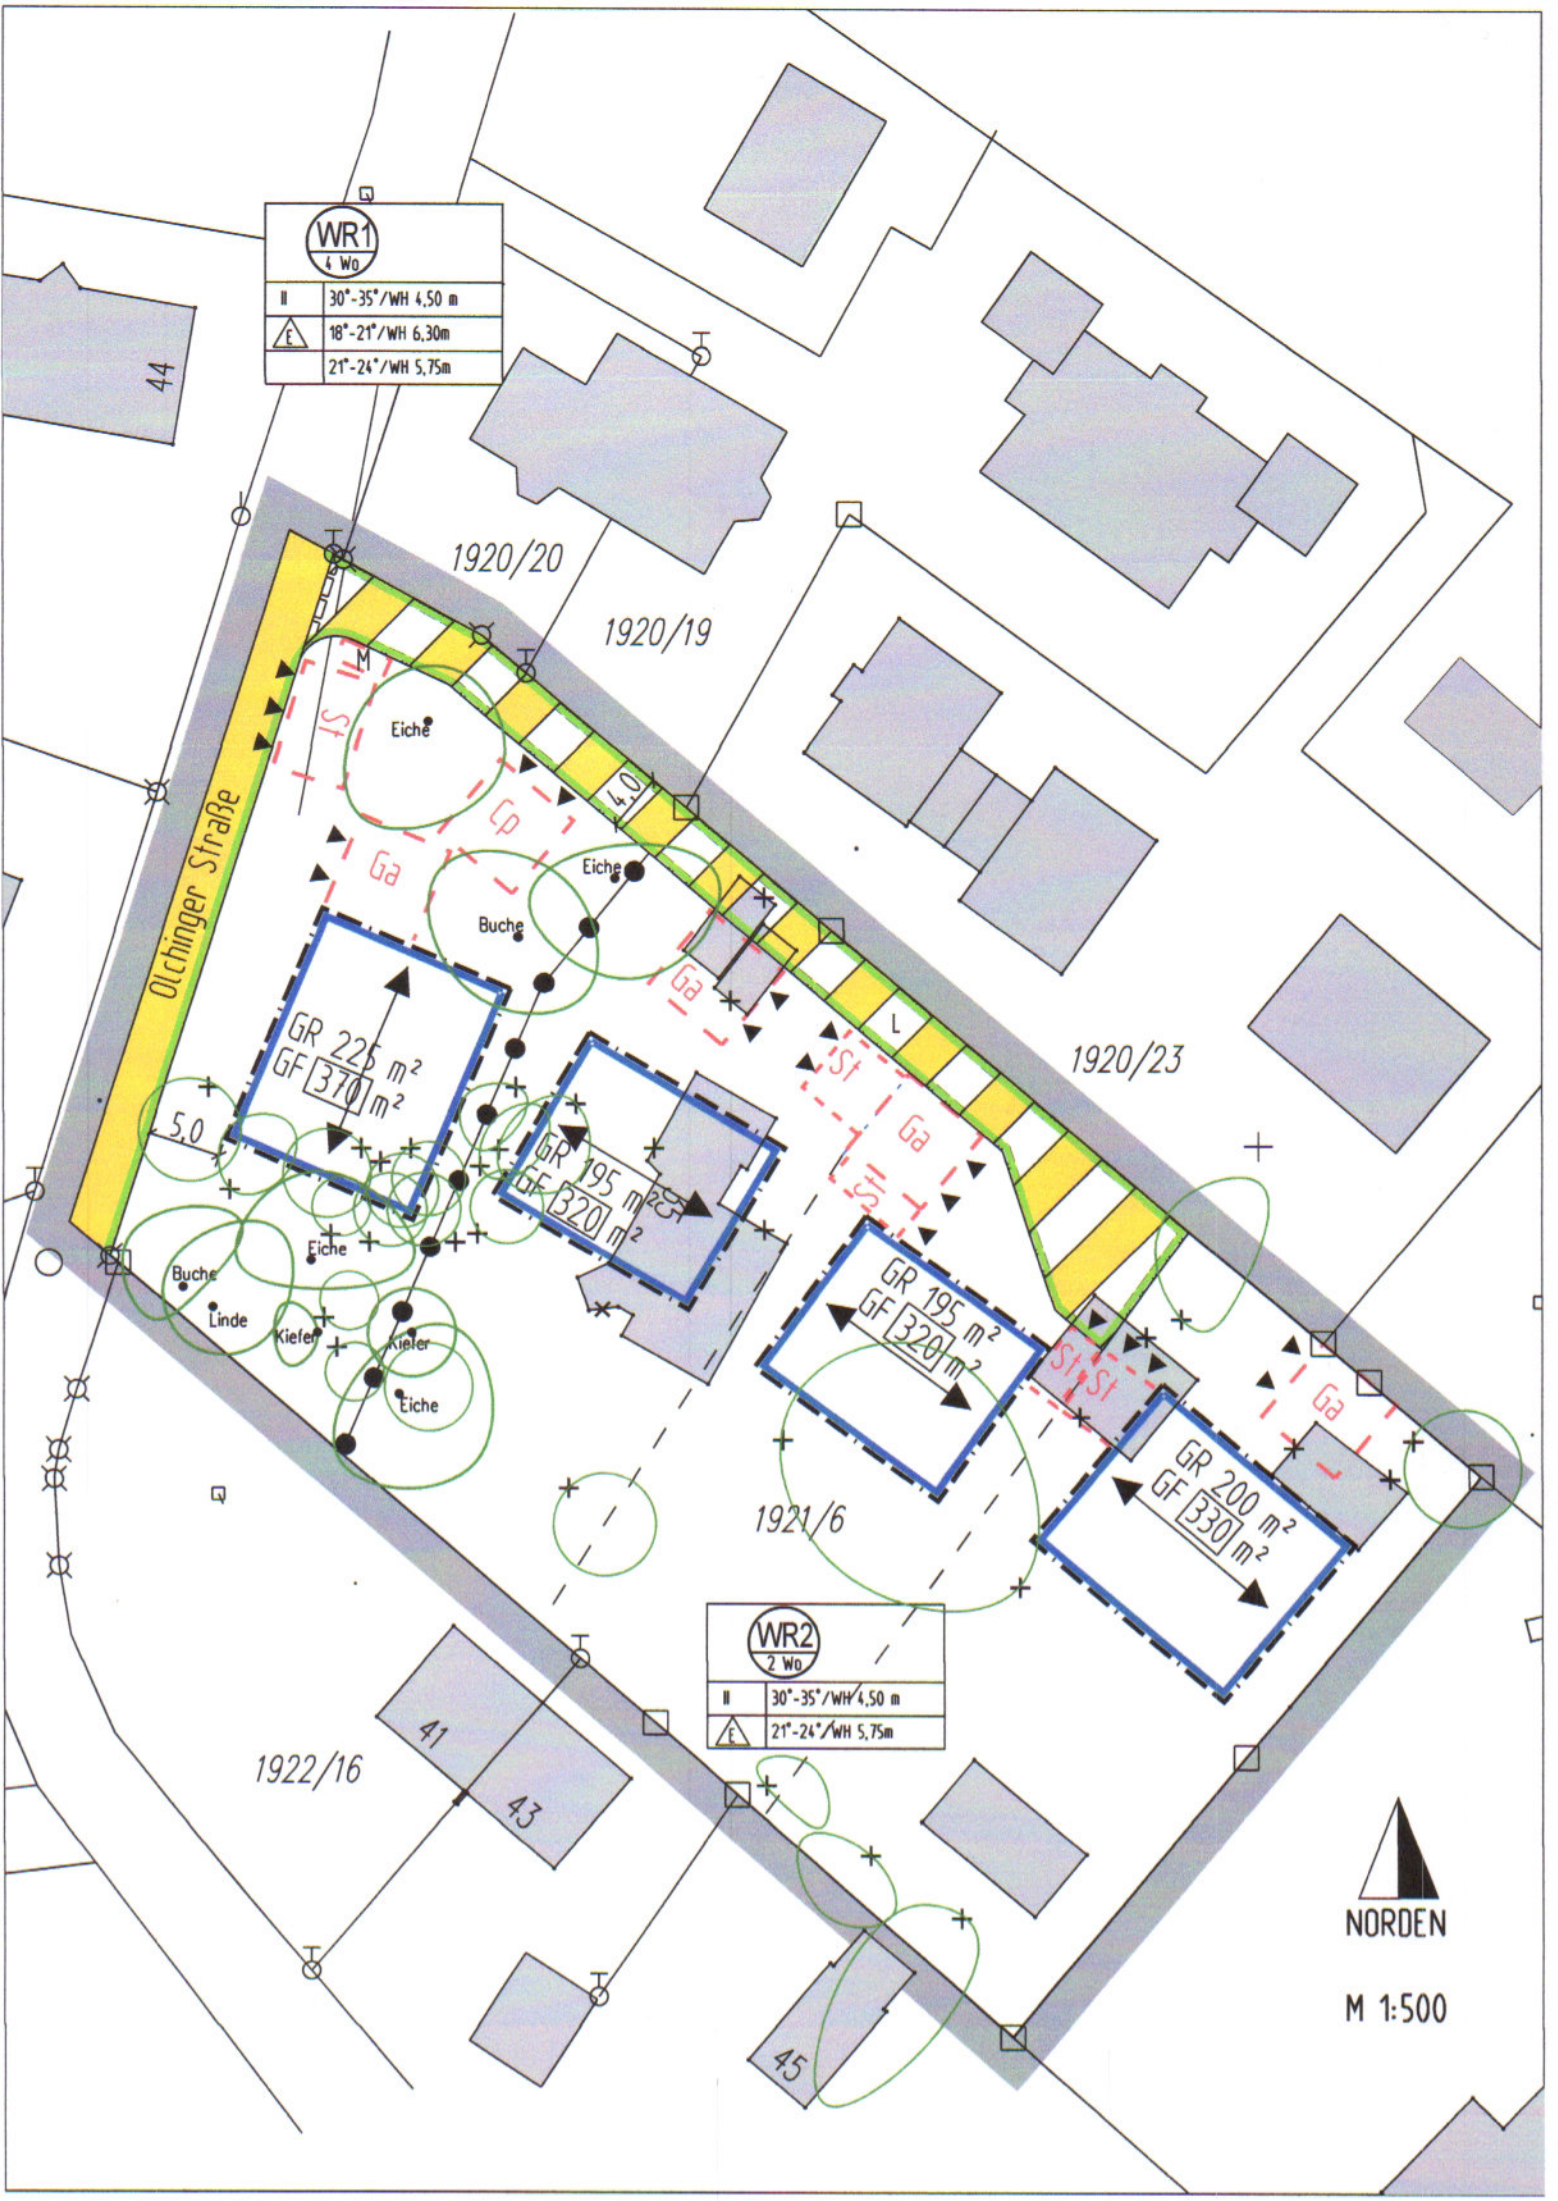 WR1
4 Wo
II
30°-35°/WH 4,50 m
E
18°-21°/WH 6,30m
21°-24°/WH 5,75m
44
1920/20
1920/19
M
St
Eiche
4,0
Cp
Ga
Eiche
Buche
Olchinger Straße
Ga
L
GR 225 m²
GF 370 m²
St
Ga
1920/23
5,0
GR 195 m²
GF 320 m²
St
Eiche
Buche
Linde
Kiefer
Kiefer
Eiche
GR 195 m²
GF 320 m²
St
St
Ga
GR 200 m²
GF 330 m²
1921/6
WR2
2 Wo
II
30°-35°/WH 4,50 m
E
21°-24°/WH 5,75m
41
43
1922/16
45
NORDEN
M 1:500